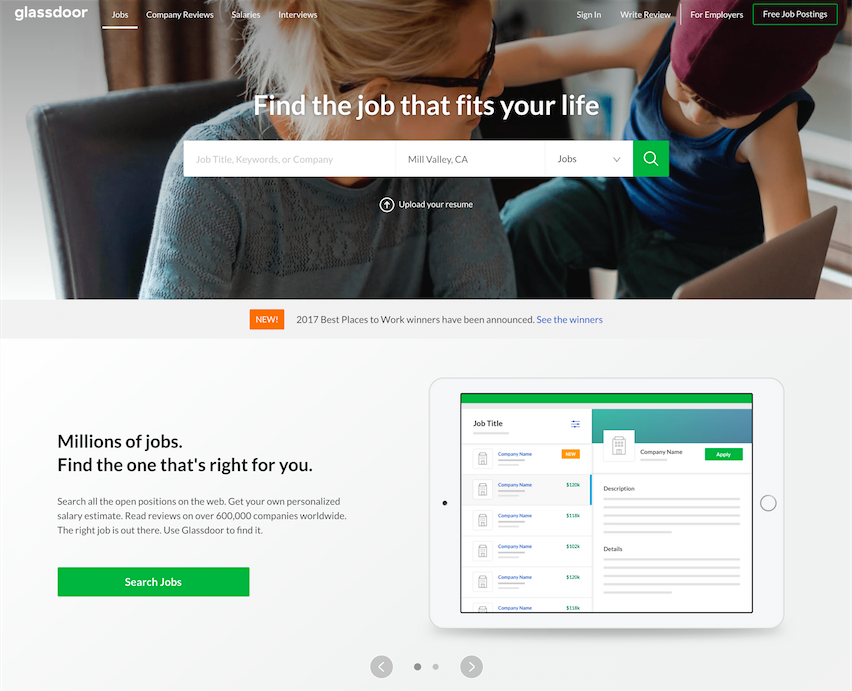 glassdoor Jobs Company Reviews Salaries Interviews Sign In Write Review For Employers Free Job Postings
Find the job that fits your life
Job Title, Keywords, or Company Mill Valley, CA Jobs
Upload your resume
NEW! 2017 Best Places to Work winners have been announced. See the winners
Millions of jobs.
Find the one that's right for you.
Search all the open positions on the web. Get your own personalized
salary estimate. Read reviews on over 600,000 companies worldwide.
The right job is out there. Use Glassdoor to find it.
Search Jobs
Job Title
Company Name NEW
Company Name $120k
Company Name $118k
Company Name $102k
Company Name $120k
Company Name $118k
Company Name Apply
Description
Details